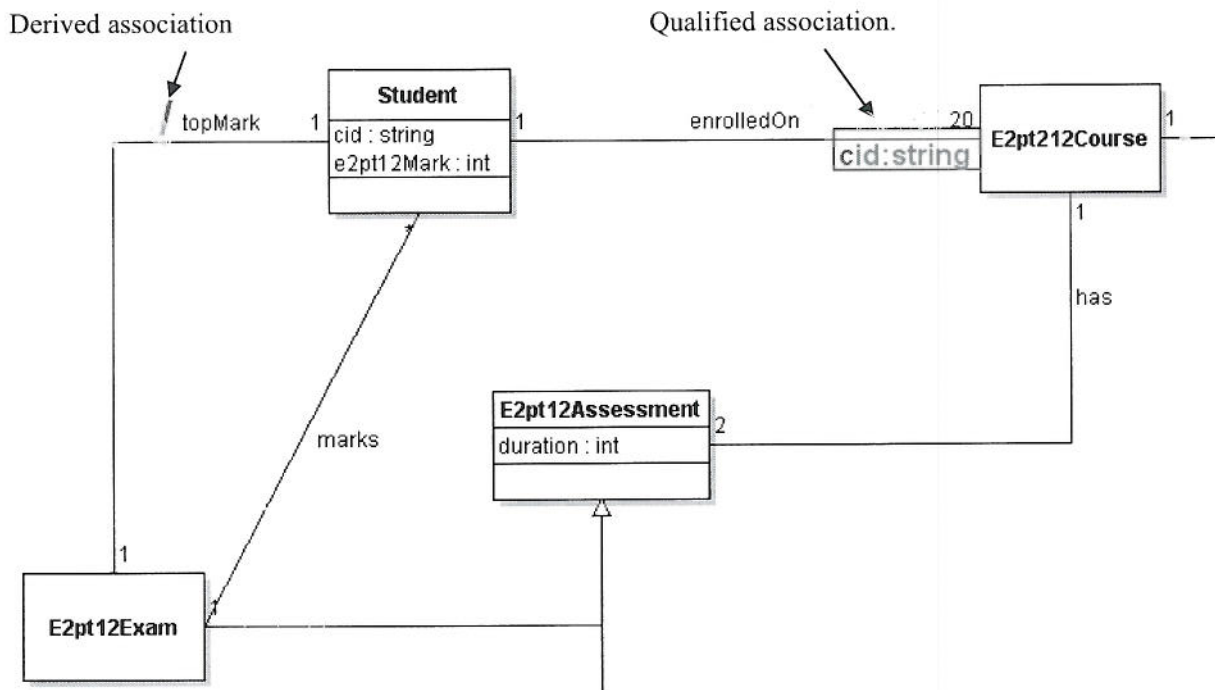 Derived association
Qualified association.
/
topMark
1
Student
cid : string
e2pt12Mark : int
1
enrolledOn
20
cid:string
E2pt212Course
1
1
has
*
marks
E2pt12Assessment
duration : int
2
1
E2pt12Exam
1